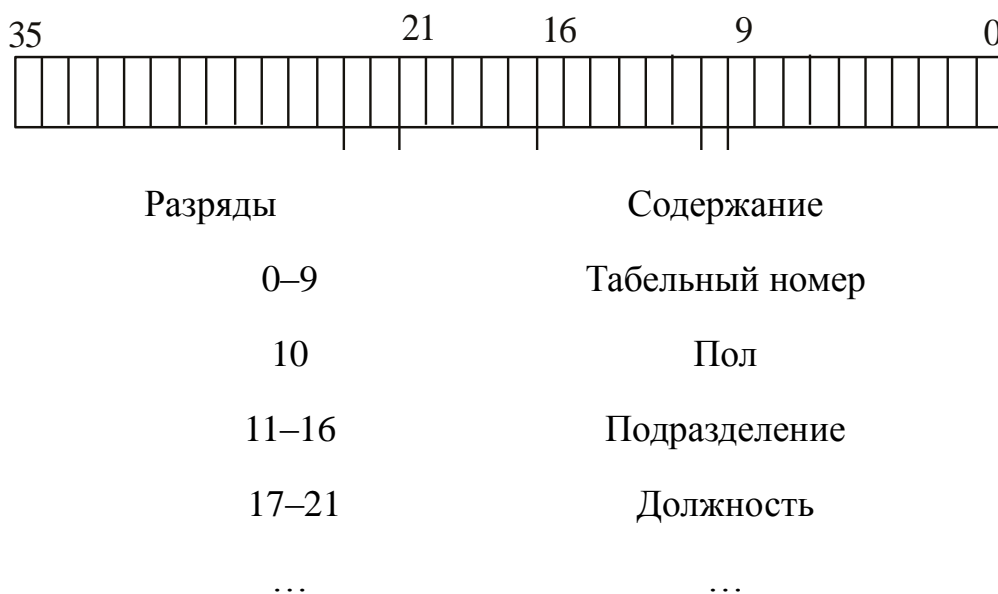 35 21 16 9 0
Разряды Содержание
0–9 Табельный номер
10 Пол
11–16 Подразделение
17–21 Должность
… …